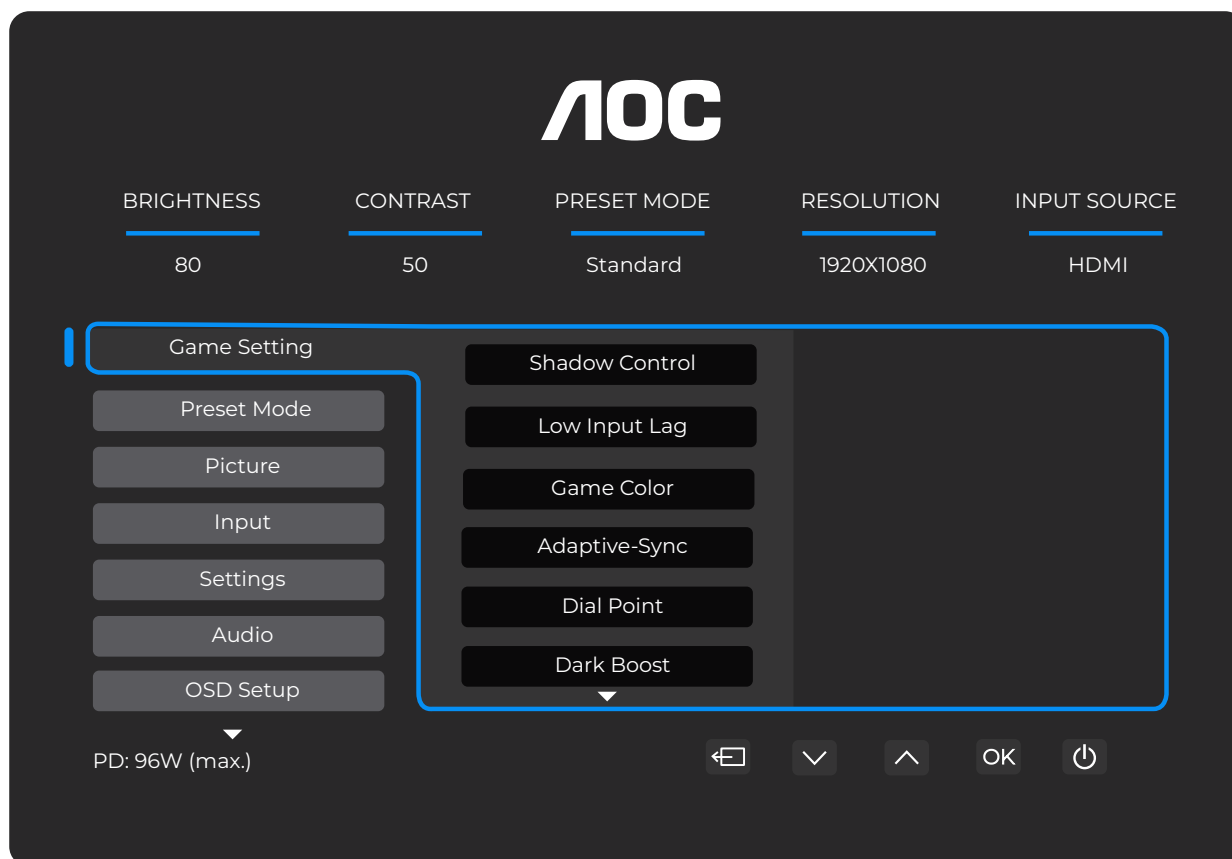 AOC
BRIGHTNESS CONTRAST PRESET MODE RESOLUTION INPUT SOURCE
80 50 Standard 1920X1080 HDMI
Game Setting
Preset Mode
Picture
Input
Settings
Audio
OSD Setup
Shadow Control
Low Input Lag
Game Color
Adaptive-Sync
Dial Point
Dark Boost
PD: 96W (max.)
OK